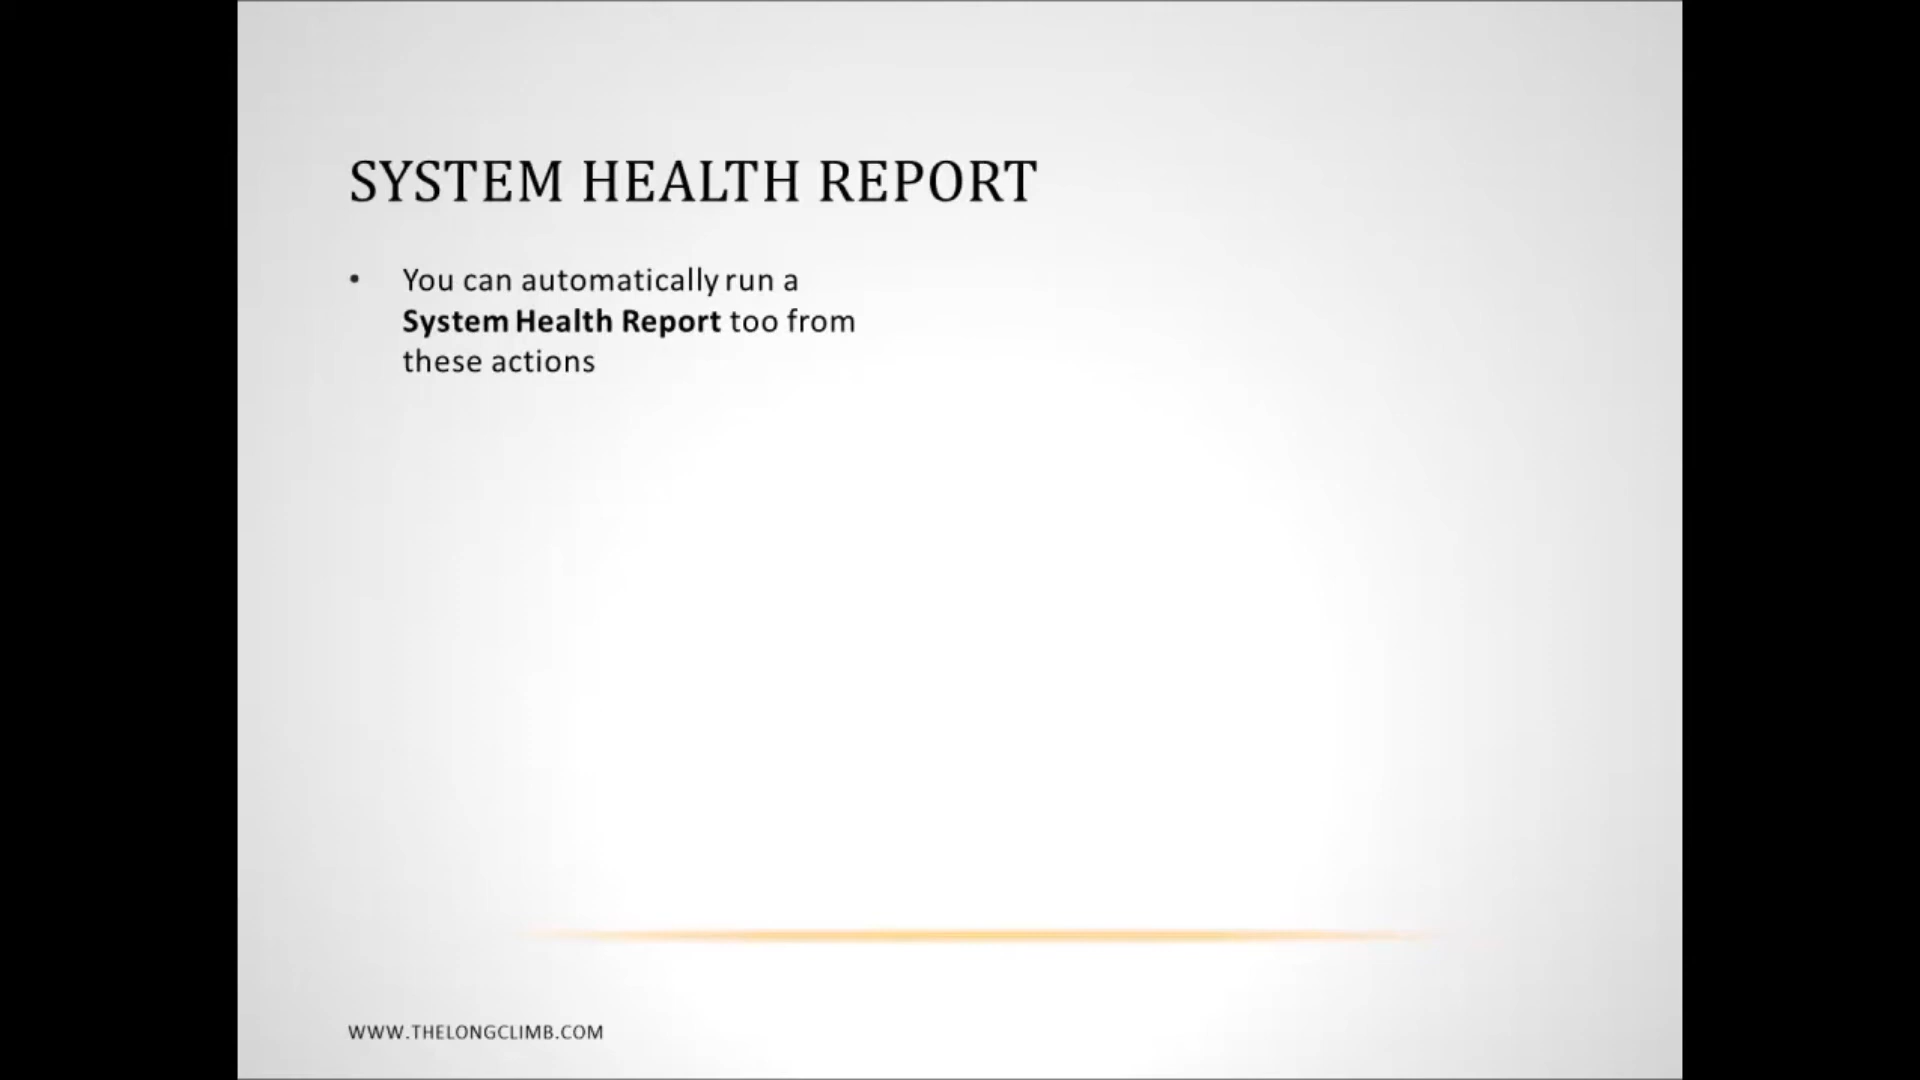 SYSTEM HEALTH REPORT
• You can automatically run a
System Health Report too from
these actions
WWW.THELONGCLIMB.COM